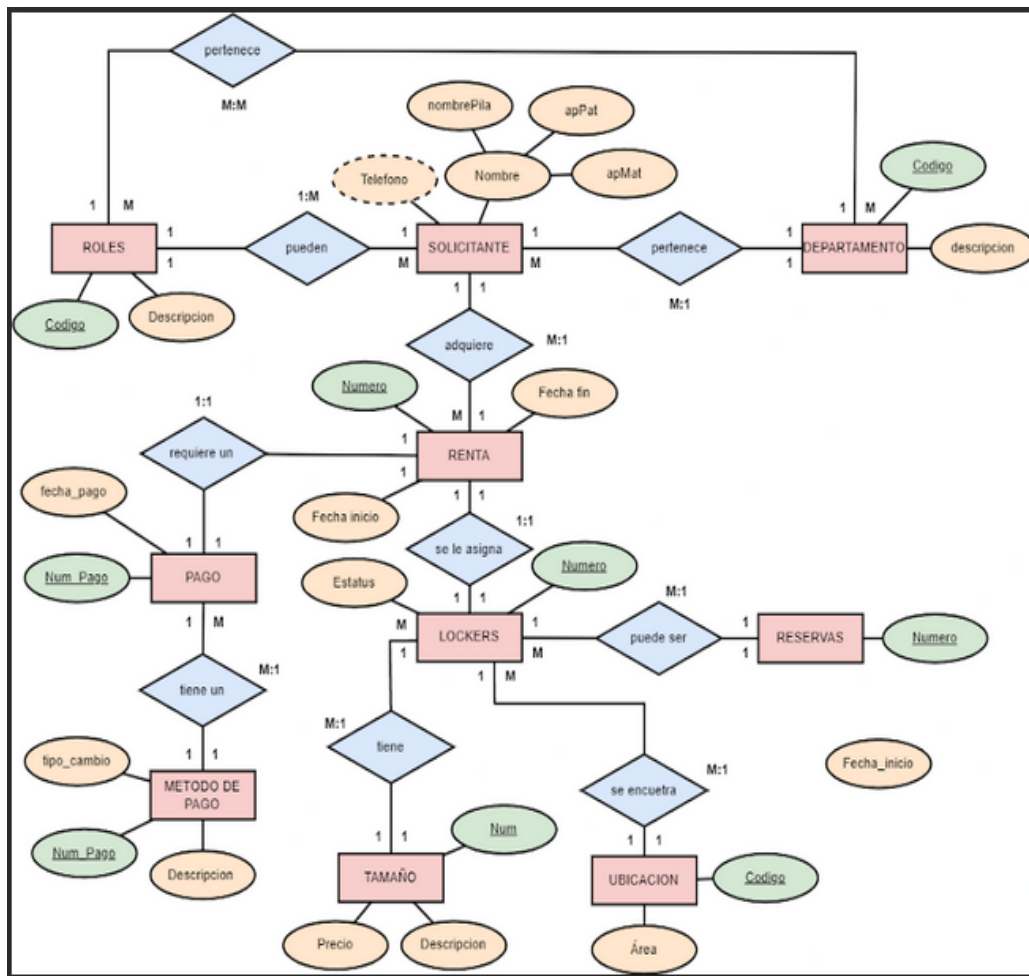 pertenece
M:M
nombrePila
apPat
Nombre
apMat
Telefono
Codigo
1:M
1 M
1 M
ROLES
1
1
pueden
1
M
SOLICITANTE
1
M
pertenece
1
1
DEPARTAMENTO
descripcion
M:1
Codigo
Descripcion
1 1
adquiere
M:1
Numero
Fecha fin
1:1
M 1
requiere un
1
1
RENTA
fecha_pago
Fecha inicio
1 1
1:1
se le asigna
Numero
Estatus
1 1
Num_Pago
PAGO
1 1
M:1
M
1
LOCKERS
1
M
puede ser
1
1
RESERVAS
Numero
1 M
1 M
M:1
tiene un
M:1
tiene
M:1
se encuetra
Fecha_inicio
tipo_cambio
1 1
METODO DE
PAGO
Num_Pago
Descripcion
1 1
Num
TAMAÑO
Precio
Descripcion
1 1
UBICACION
Codigo
Área